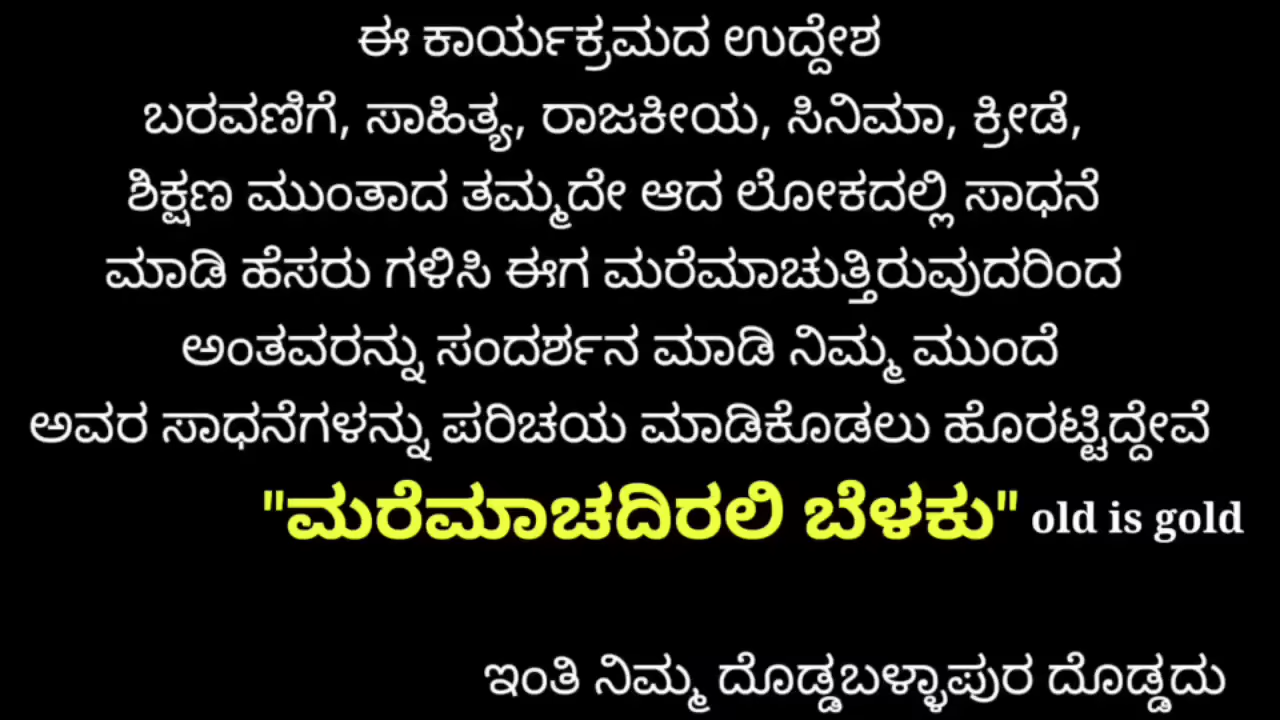 ಈ ಕಾರ್ಯಕ್ರಮದ ಉದ್ದೇಶ
ಬರವಣಿಗೆ, ಸಾಹಿತ್ಯ, ರಾಜಕೀಯ, ಸಿನಿಮಾ, ಕ್ರೀಡೆ,
ಶಿಕ್ಷಣ ಮುಂತಾದ ತಮ್ಮದೇ ಆದ ಲೋಕದಲ್ಲಿ ಸಾಧನೆ
ಮಾಡಿ ಹೆಸರು ಗಳಿಸಿ ಈಗ ಮರೆಮಾಚುತ್ತಿರುವುದರಿಂದ
ಅಂತವರನ್ನು ಸಂದರ್ಶನ ಮಾಡಿ ನಿಮ್ಮ ಮುಂದೆ
ಅವರ ಸಾಧನೆಗಳನ್ನು ಪರಿಚಯ ಮಾಡಿಕೊಡಲು ಹೊರಟ್ಟಿದ್ದೇವೆ
"ಮರೆಮಾಚದಿರಲಿ ಬೆಳಕು" old is gold
ಇಂತಿ ನಿಮ್ಮ ದೊಡ್ಡಬಳ್ಳಾಪುರ ದೊಡ್ಡದು